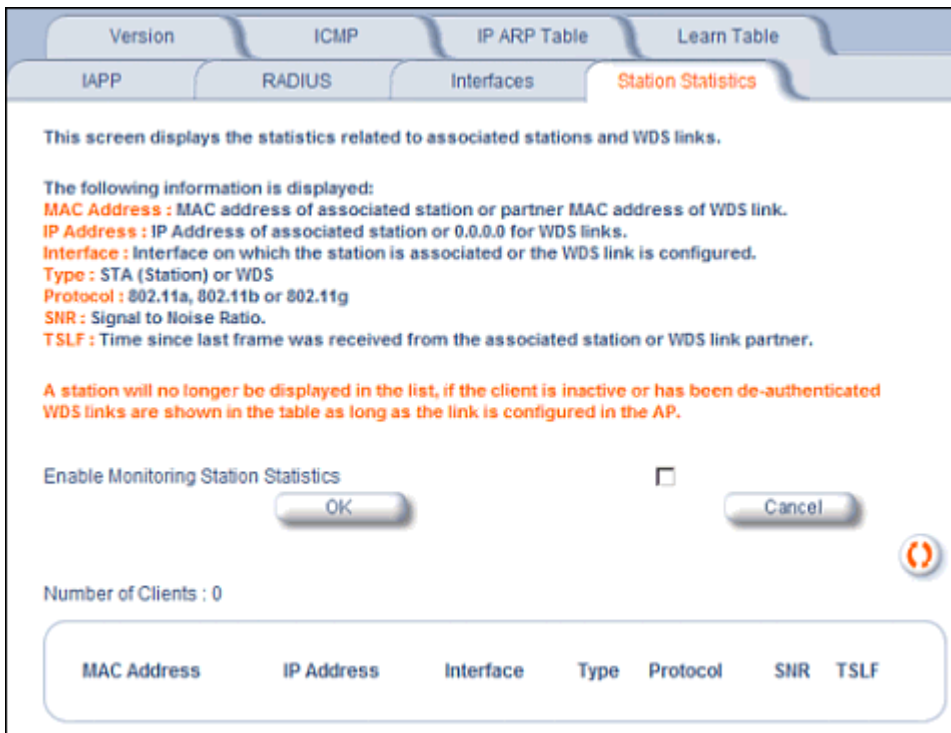 Version
ICMP
IP ARP Table
Learn Table
IAPP
RADIUS
Interfaces
Station Statistics
This screen displays the statistics related to associated stations and WDS links.
The following information is displayed:
MAC Address : MAC address of associated station or partner MAC address of WDS link.
IP Address : IP Address of associated station or 0.0.0.0 for WDS links.
Interface : Interface on which the station is associated or the WDS link is configured.
Type : STA (Station) or WDS
Protocol : 802.11a, 802.11b or 802.11g
SNR : Signal to Noise Ratio.
TSLF : Time since last frame was received from the associated station or WDS link partner.
A station will no longer be displayed in the list, if the client is inactive or has been de-authenticated
WDS links are shown in the table as long as the link is configured in the AP.
Enable Monitoring Station Statistics
OK
Cancel
Number of Clients : 0
MAC Address IP Address Interface Type Protocol SNR TSLF